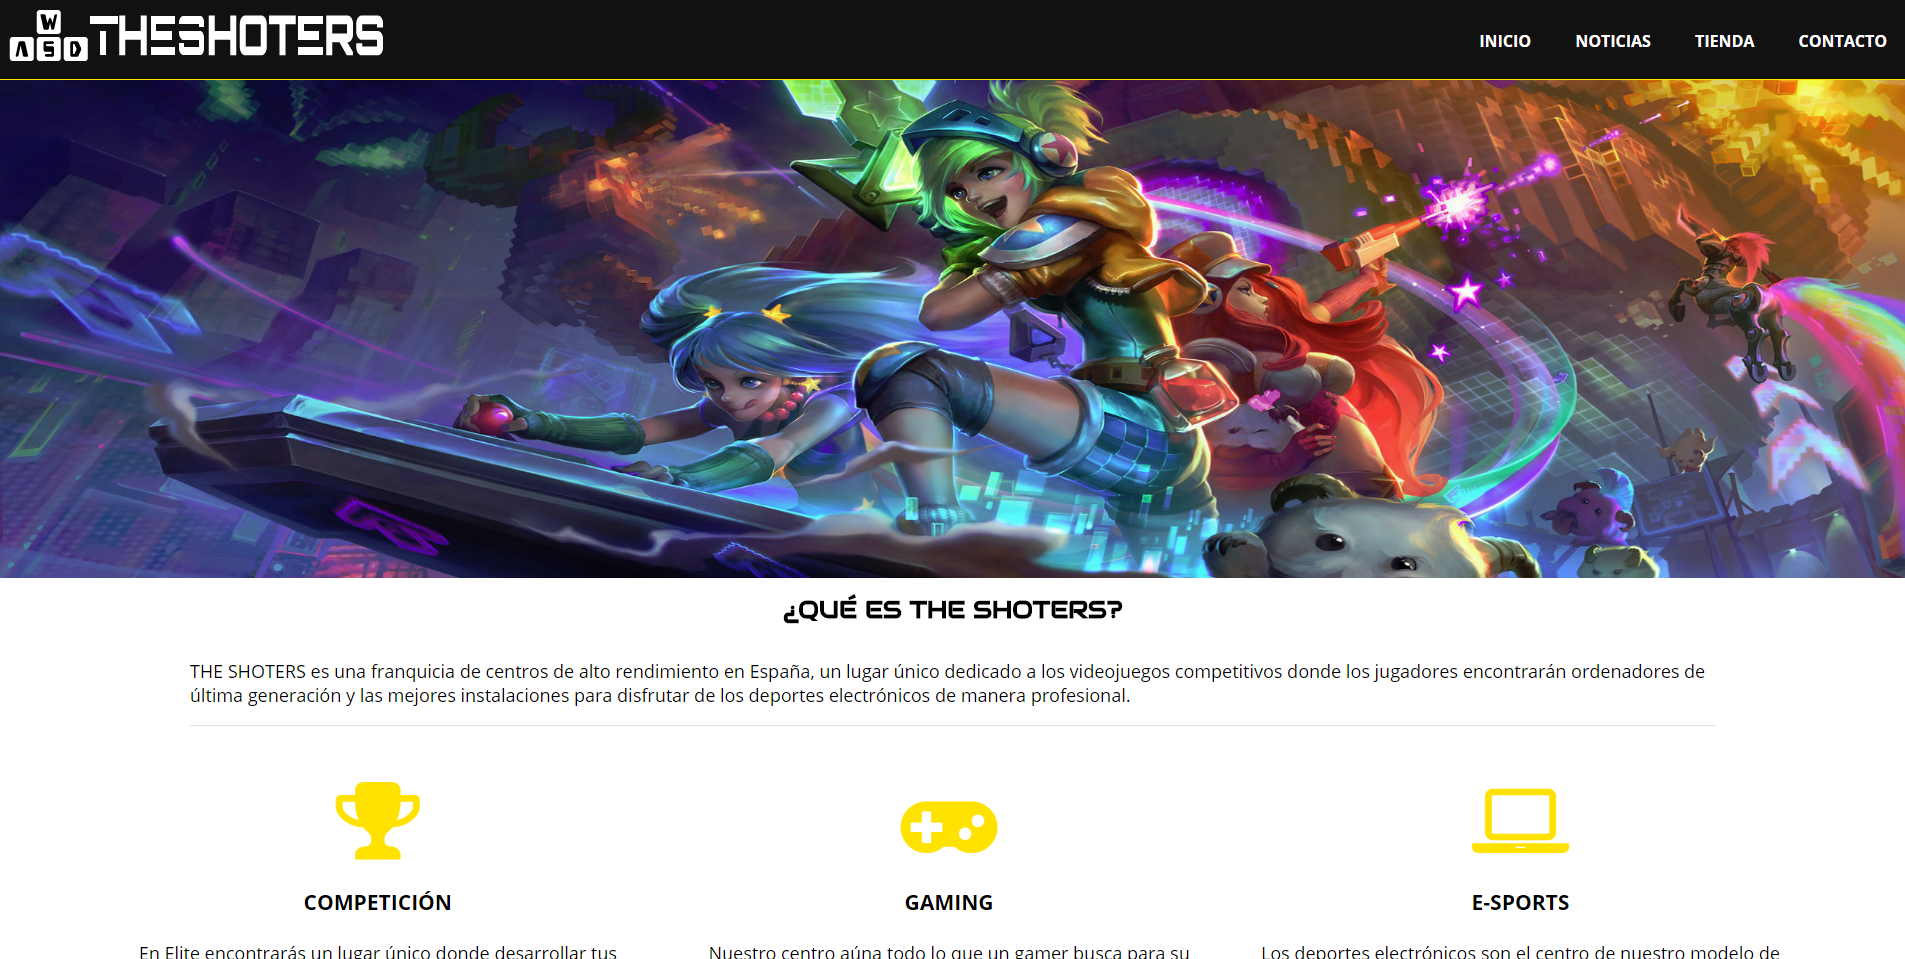 W
ASD THESHOTERS
INICIO NOTICIAS TIENDA CONTACTO
¿QUÉ ES THE SHOTERS?
THE SHOTERS es una franquicia de centros de alto rendimiento en España, un lugar único dedicado a los videojuegos competitivos donde los jugadores encontrarán ordenadores de
última generación y las mejores instalaciones para disfrutar de los deportes electrónicos de manera profesional.
COMPETICIÓN
GAMING
E-SPORTS
En Elite encontrarás un lugar único donde desarrollar tus
Nuestro centro aúna todo lo que un gamer busca para su
Los deportes electrónicos son el centro de nuestro modelo de